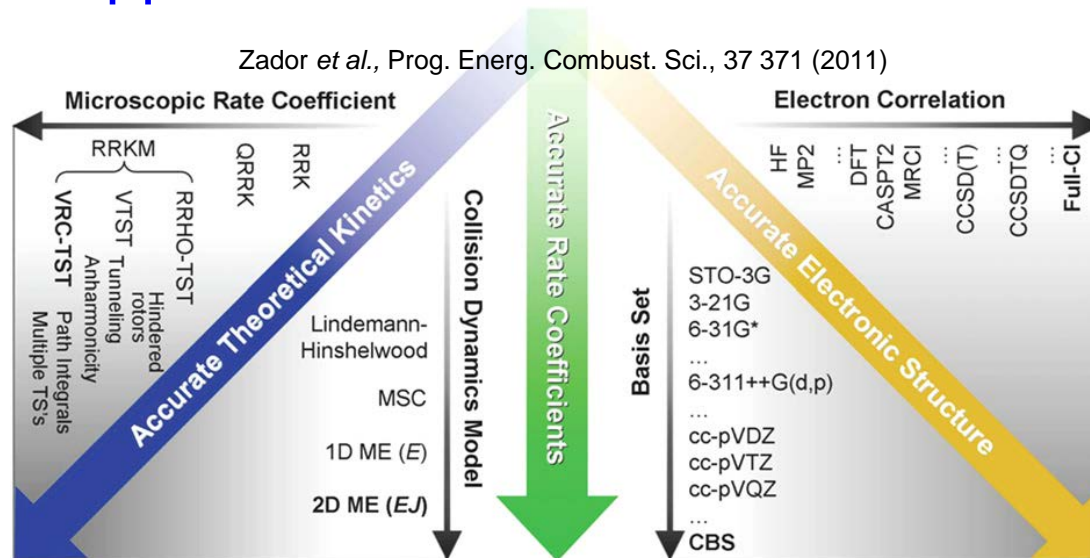 Zador et al., Prog. Energ. Combust. Sci., 37 371 (2011)
Microscopic Rate Coefficient
RRKM
VRC-TST
Path Integrals
Multiple TS's
VTST
Tunneling
Anharmonicity
RRHO-TST
Hindered
rotors
QRRK
RRK
Accurate Theoretical Kinetics
Collision Dynamics Model
Lindemann-
Hinshelwood
MSC
1D ME (E)
2D ME (EJ)
Accurate Rate Coefficients
Electron Correlation
HF
MP2
...
DFT
CASPT2
MRCI
...
CCSD(T)
...
CCSDTQ
...
Full-CI
Accurate Electronic Structure
Basis Set
STO-3G
3-21G
6-31G*
...
6-311++G(d,p)
...
cc-pVDZ
cc-pVTZ
cc-pVQZ
...
CBS